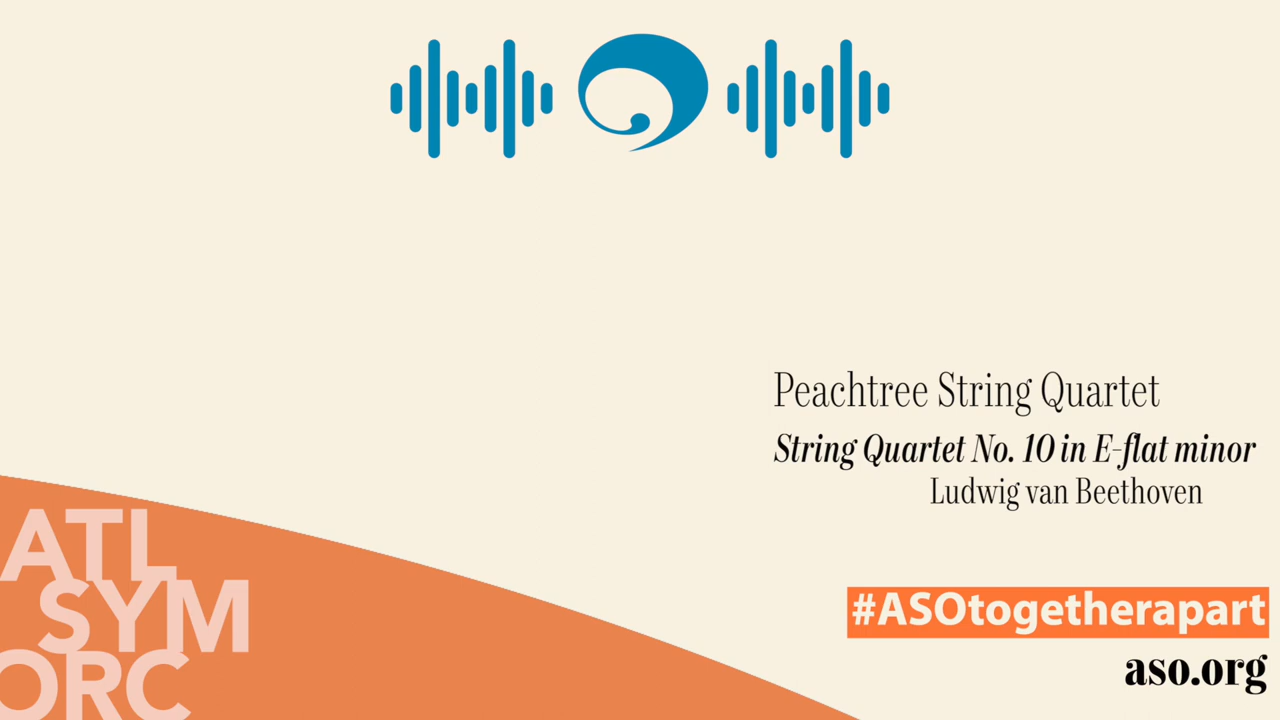 Peachtree String Quartet
String Quartet No. 10 in E-flat minor
Ludwig van Beethoven
#ASOtogetherapart
aso.org
ATL
SYM
ORC